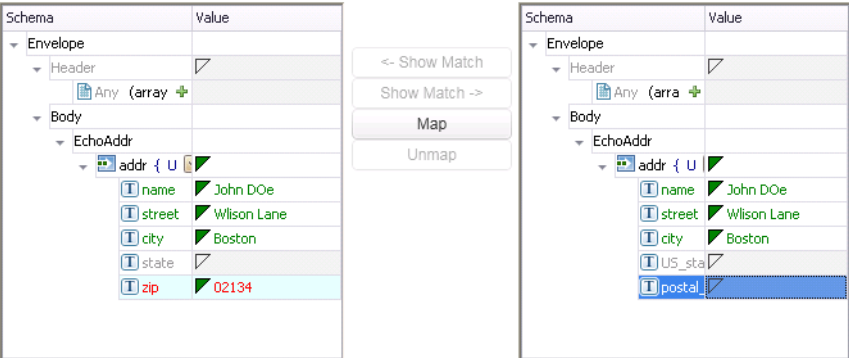 Schema Value
Envelope
Header
Any (array
Body
EchoAddr
addr { U
name John DOe
street Wlison Lane
city Boston
state
zip 02134
<- Show Match
Show Match ->
Map
Unmap
Schema Value
Envelope
Header
Any (arra
Body
EchoAddr
addr { U
name John DOe
street Wlison Lane
city Boston
US_sta
postal_